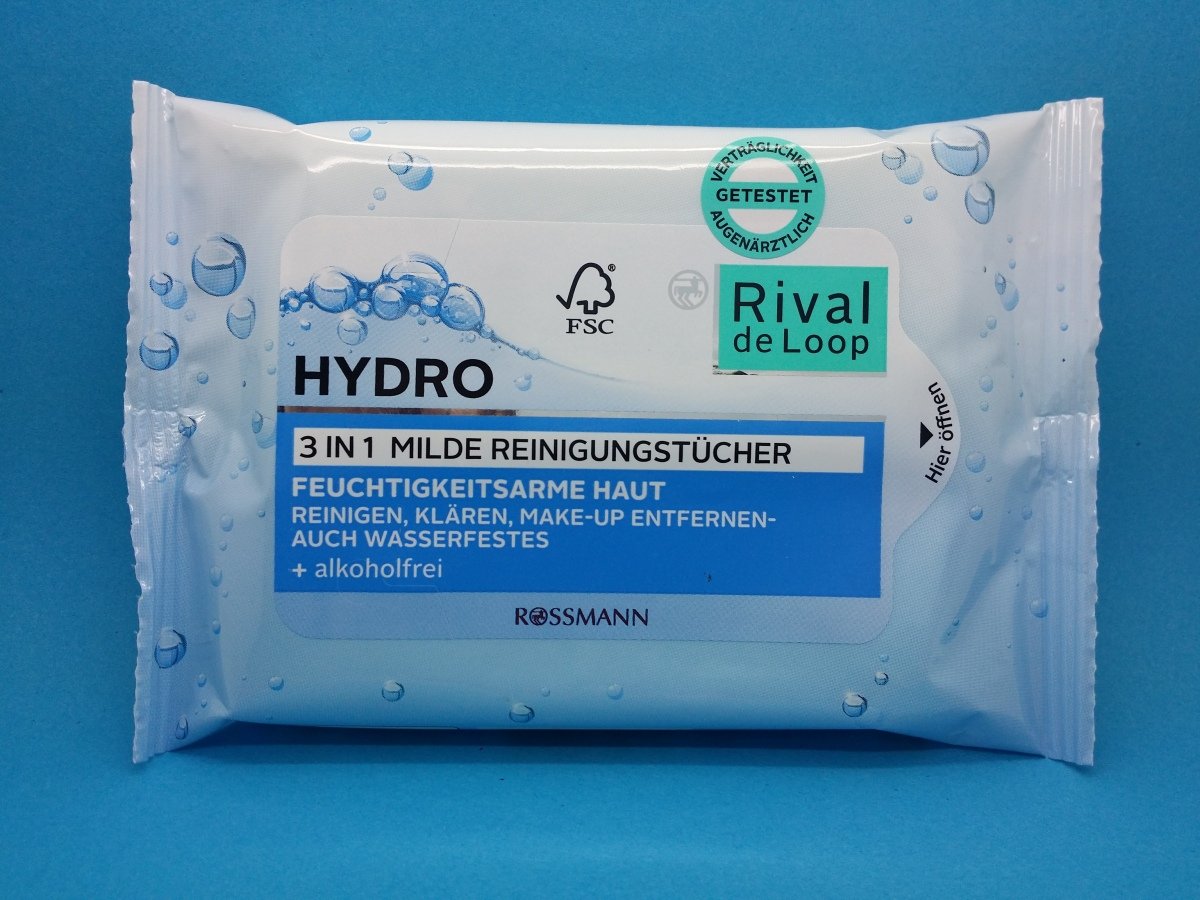 VERTRÄGLICHKEIT
GETESTET
AUGENÄRZTLICH
FSC®
Rival
de Loop
HYDRO
Hier öffnen
3 IN 1 MILDE REINIGUNGSTÜCHER
FEUCHTIGKEITSARME HAUT
REINIGEN, KLÄREN, MAKE-UP ENTFERNEN-
AUCH WASSERFESTES
+ alkoholfrei
ROSSMANN